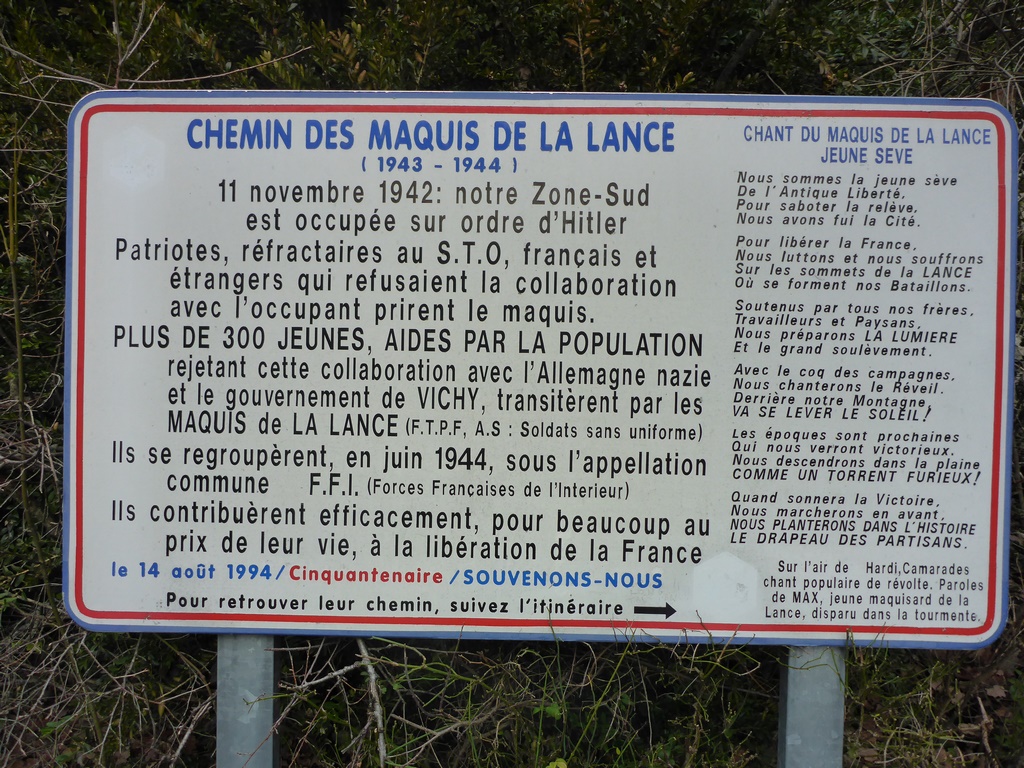 CHEMIN DES MAQUIS DE LA LANCE
( 1943 - 1944 )
11 novembre 1942: notre Zone-Sud
est occupée sur ordre d'Hitler
Patriotes, réfractaires au S.T.O, français et
étrangers qui refusaient la collaboration
avec l'occupant prirent le maquis.
PLUS DE 300 JEUNES, AIDES PAR LA POPULATION
rejetant cette collaboration avec l'Allemagne nazie
et le gouvernement de VICHY, transitèrent par les
MAQUIS de LA LANCE (F.T.P.F, A.S : Soldats sans uniforme)
Ils se regroupèrent, en juin 1944, sous l'appellation
commune F.F.I. (Forces Françaises de l'Interieur)
Ils contribuèrent efficacement, pour beaucoup au
prix de leur vie, à la libération de la France
le 14 août 1994/Cinquantenaire/SOUVENONS-NOUS
Pour retrouver leur chemin, suivez l'itinéraire →
CHANT DU MAQUIS DE LA LANCE
JEUNE SEVE
Nous sommes la jeune sève
De l'Antique Liberté.
Pour saboter la relève,
Nous avons fui la Cité.
Pour libérer la France,
Nous luttons et nous souffrons
Sur les sommets de la LANCE
Où se forment nos Bataillons.
Soutenus par tous nos frères,
Travailleurs et Paysans,
Nous préparons LA LUMIERE
Et le grand soulèvement.
Avec le coq des campagnes,
Nous chanterons le Réveil.
Derrière notre Montagne,
VA SE LEVER LE SOLEIL!
Les époques sont prochaines
Qui nous verront victorieux.
Nous descendrons dans la plaine
COMME UN TORRENT FURIEUX!
Quand sonnera la Victoire,
Nous marcherons en avant,
NOUS PLANTERONS DANS L'HISTOIRE
LE DRAPEAU DES PARTISANS.
Sur l'air de Hardi,Camarades
chant populaire de révolte. Paroles
de MAX, jeune maquisard de la
Lance, disparu dans la tourmente.